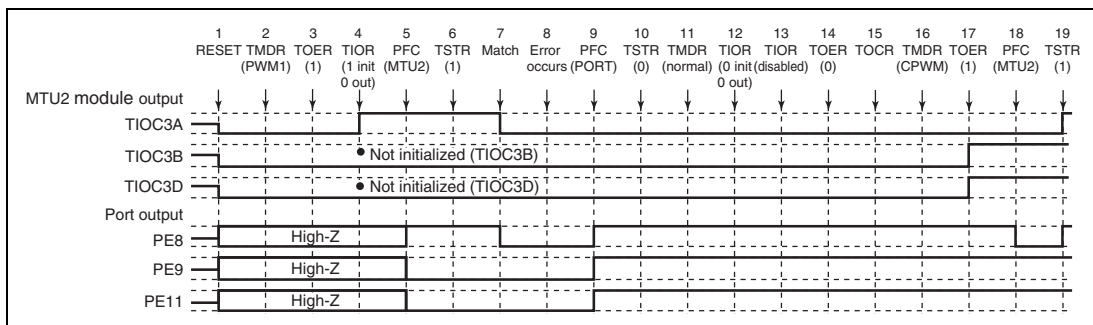 1 2 3 4 5 6 7 8 9 10 11 12 13 14 15 16 17 18 19
RESET TMDR TOER TIOR PFC TSTR Match Error PFC TSTR TMDR TIOR TIOR TOER TOCR TMDR TOER PFC TSTR
(PWM1) (1) (1 init (MTU2) (1) occurs (PORT) (0) (normal) (0 init (disabled) (0) (CPWM) (1) (MTU2) (1)
0 out) 0 out)
MTU2 module output
TIOC3A
TIOC3B • Not initialized (TIOC3B)
TIOC3D • Not initialized (TIOC3D)
Port output
PE8 High-Z
PE9 High-Z
PE11 High-Z